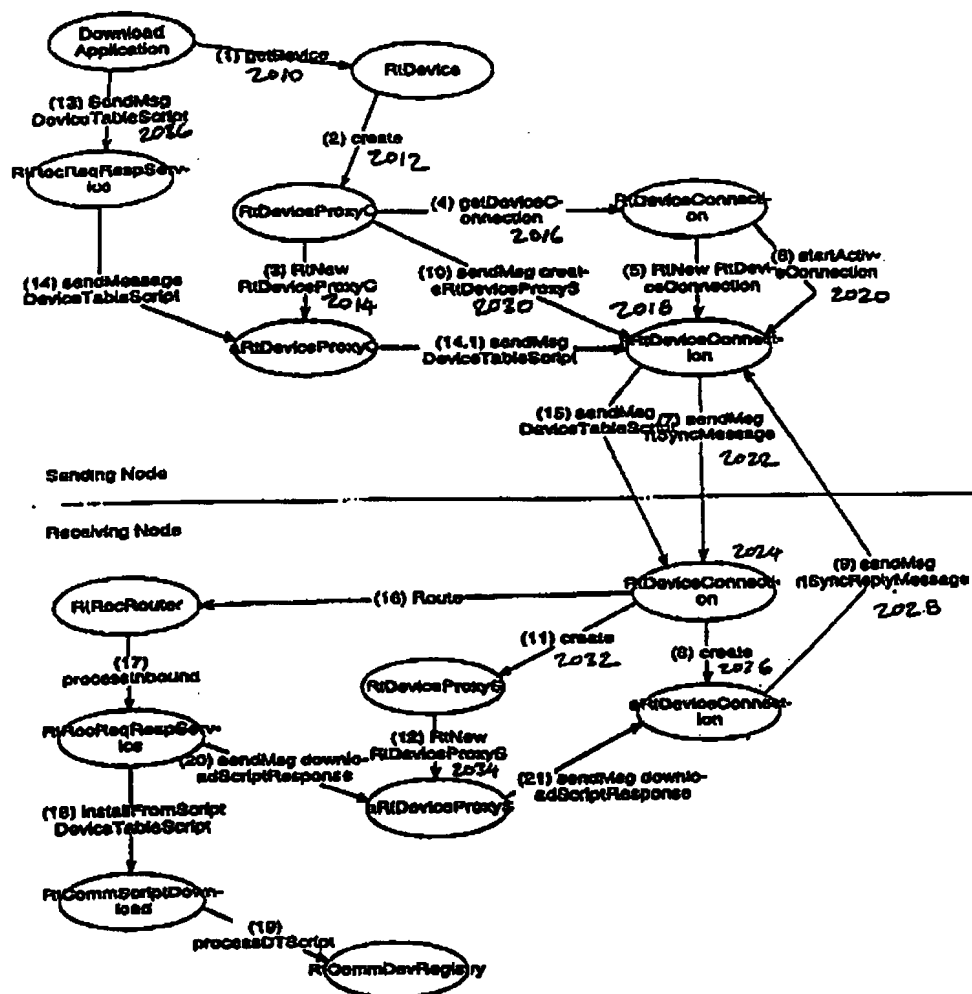 Download
Application
(1) getDevice
2010
RtDevice
(13) SendMsg
DeviceTableScript
2036
(2) create
2012
RtRocReqRespServ-
ice
RtDeviceProxyC
(4) getDeviceC-
onnection
2016
RtDeviceConnecti-
on
(14) sendMessage
DeviceTableScript
(3) RtNew
RtDeviceProxyC
2014
(10) sendMsg creat-
eRtDeviceProxyS
2030
(5) RtNew RtDevi-
ceConnection
2018
(6) startActiv-
eConnection
2020
aRtDeviceProxyC
(14.1) sendMsg
DeviceTableScript
aRtDeviceConnect-
ion
(15) sendMsg
DeviceTableScript
(7) sendMsg
rtSyncMessage
2022
Sending Node
Receiving Node
2024
RtDeviceConnecti-
on
(9) sendMsg
rtSyncReplyMessage
2028
RtRocRouter
(16) Route
(11) create
2032
(8) create
2026
(17)
processInbound
RtDeviceProxyS
aRtDeviceConnect-
ion
RtRocReqRespServ-
ice
(20) sendMsg downlo-
adScriptResponse
(12) RtNew
RtDeviceProxyS
2034
aRtDeviceProxyS
(21) sendMsg downlo-
adScriptResponse
(18) installFromScript
DeviceTableScript
RtCommScriptDown-
load
(19)
processDTScript
RtCommDevRegistry